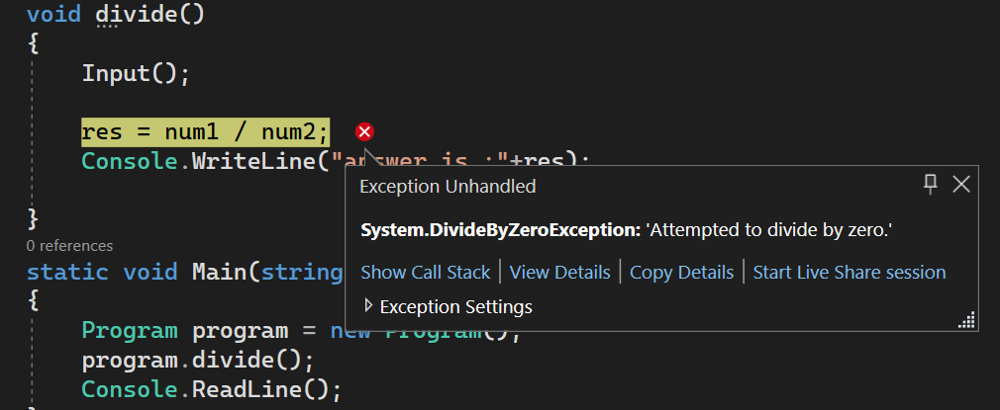 void divide()
{
Input();
res = num1 / num2;
Console.WriteLine("answer is :"+res);
Exception Unhandled
System.DivideByZeroException: 'Attempted to divide by zero.'
Show Call Stack | View Details | Copy Details | Start Live Share session
Exception Settings
}
0 references
static void Main(string
{
Program program = new Program();
program.divide();
Console.ReadLine();